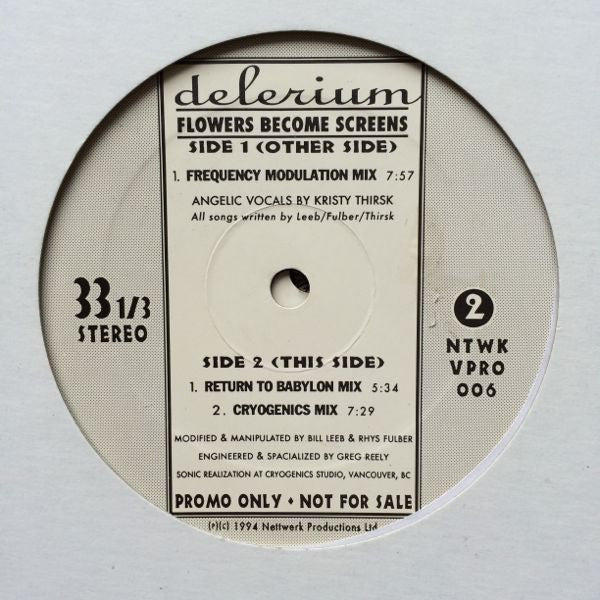 delerium
FLOWERS BECOME SCREENS
SIDE 1 (OTHER SIDE)
1. FREQUENCY MODULATION MIX 7:57
ANGELIC VOCALS BY KRISTY THIRSK
All songs written by Leeb/Fulber/Thirsk
33 1/3
STEREO
2
NTWK
VPRO
006
SIDE 2 (THIS SIDE)
1. RETURN TO BABYLON MIX 5:34
2. CRYOGENICS MIX 7:29
MODIFIED & MANIPULATED BY BILL LEEB & RHYS FULBER
ENGINEERED & SPACIALIZED BY GREG REELY
SONIC REALIZATION AT CRYOGENICS STUDIO, VANCOUVER, BC
PROMO ONLY • NOT FOR SALE
(p)(c) 1994 Nettwerk Productions Ltd